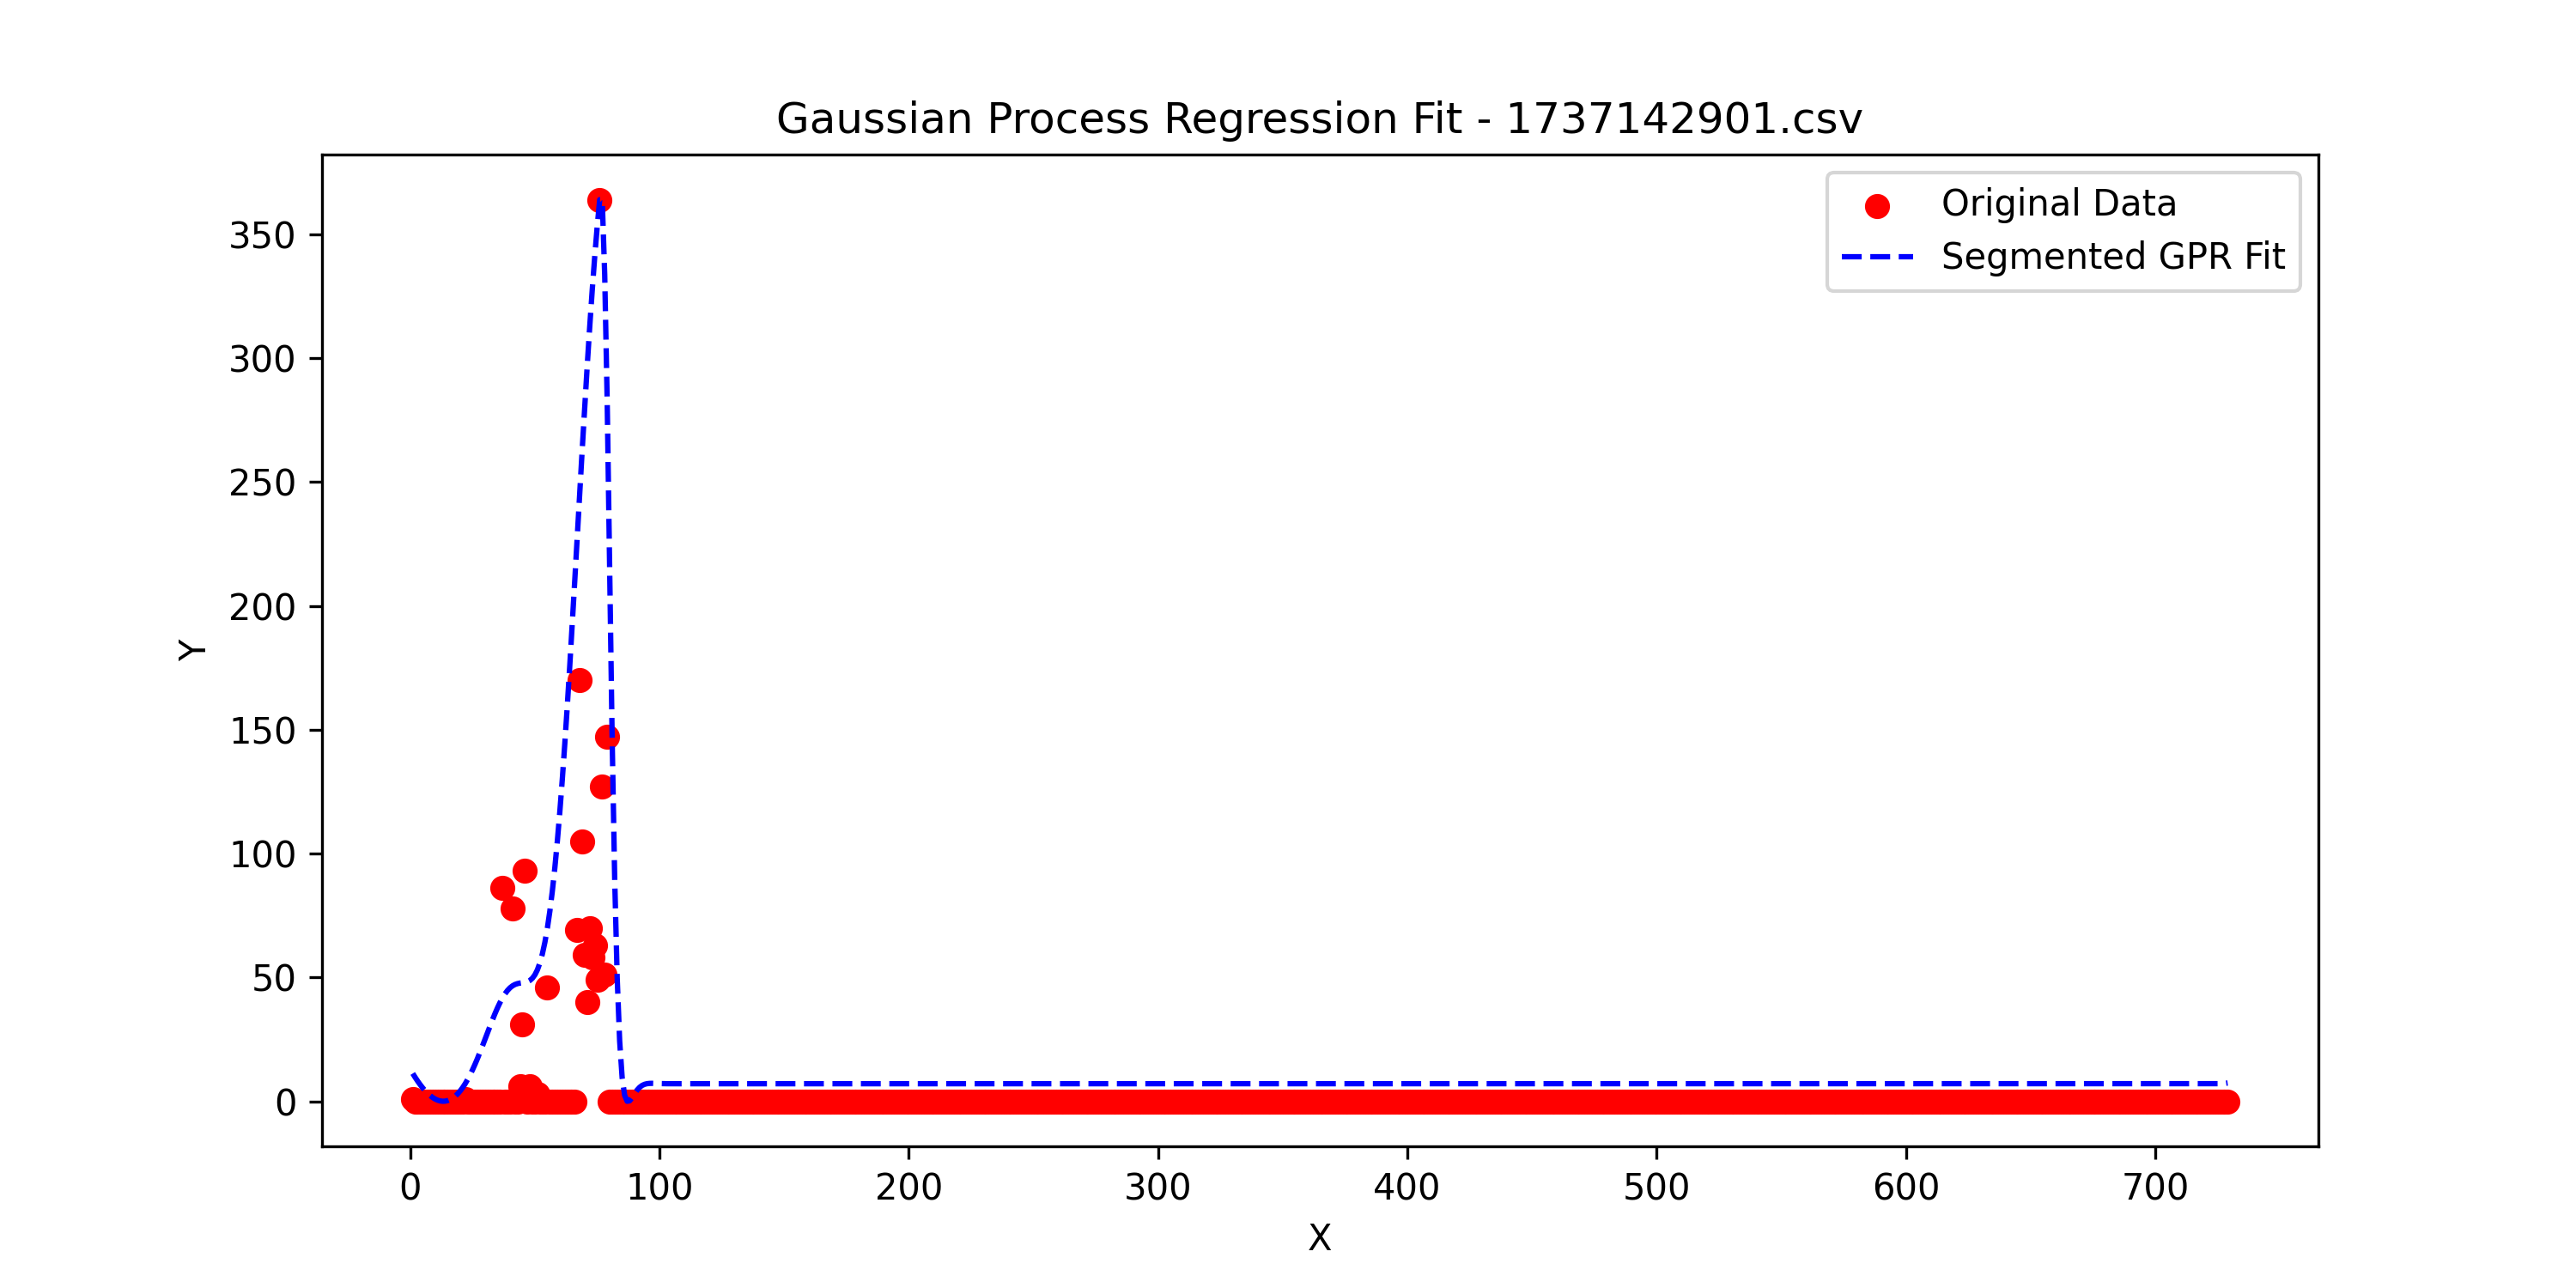 Gaussian Process Regression Fit - 1737142901.csv
Original Data
Segmented GPR Fit
350
300
250
200
150
100
50
0
Y
0 100 200 300 400 500 600 700
X